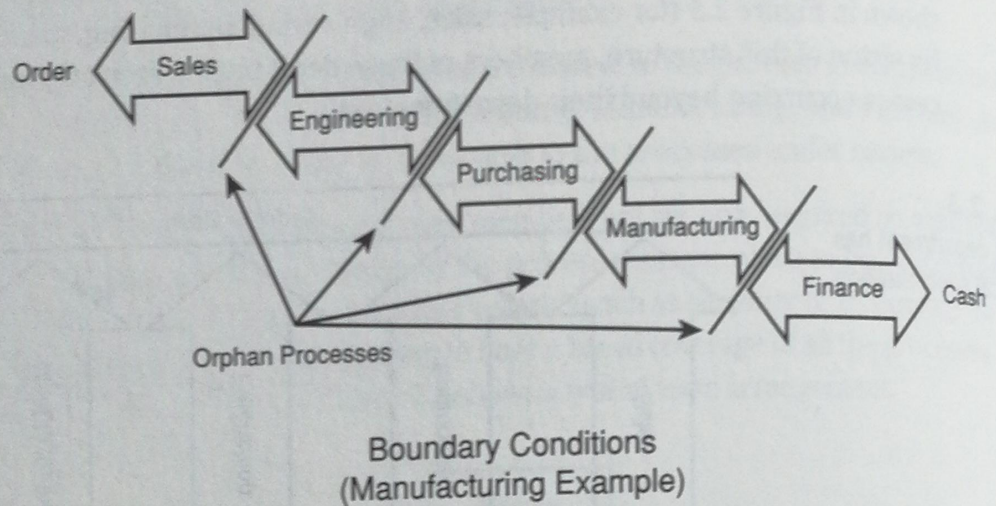 Order
Sales
Engineering
Purchasing
Manufacturing
Finance
Cash
Orphan Processes
Boundary Conditions
(Manufacturing Example)